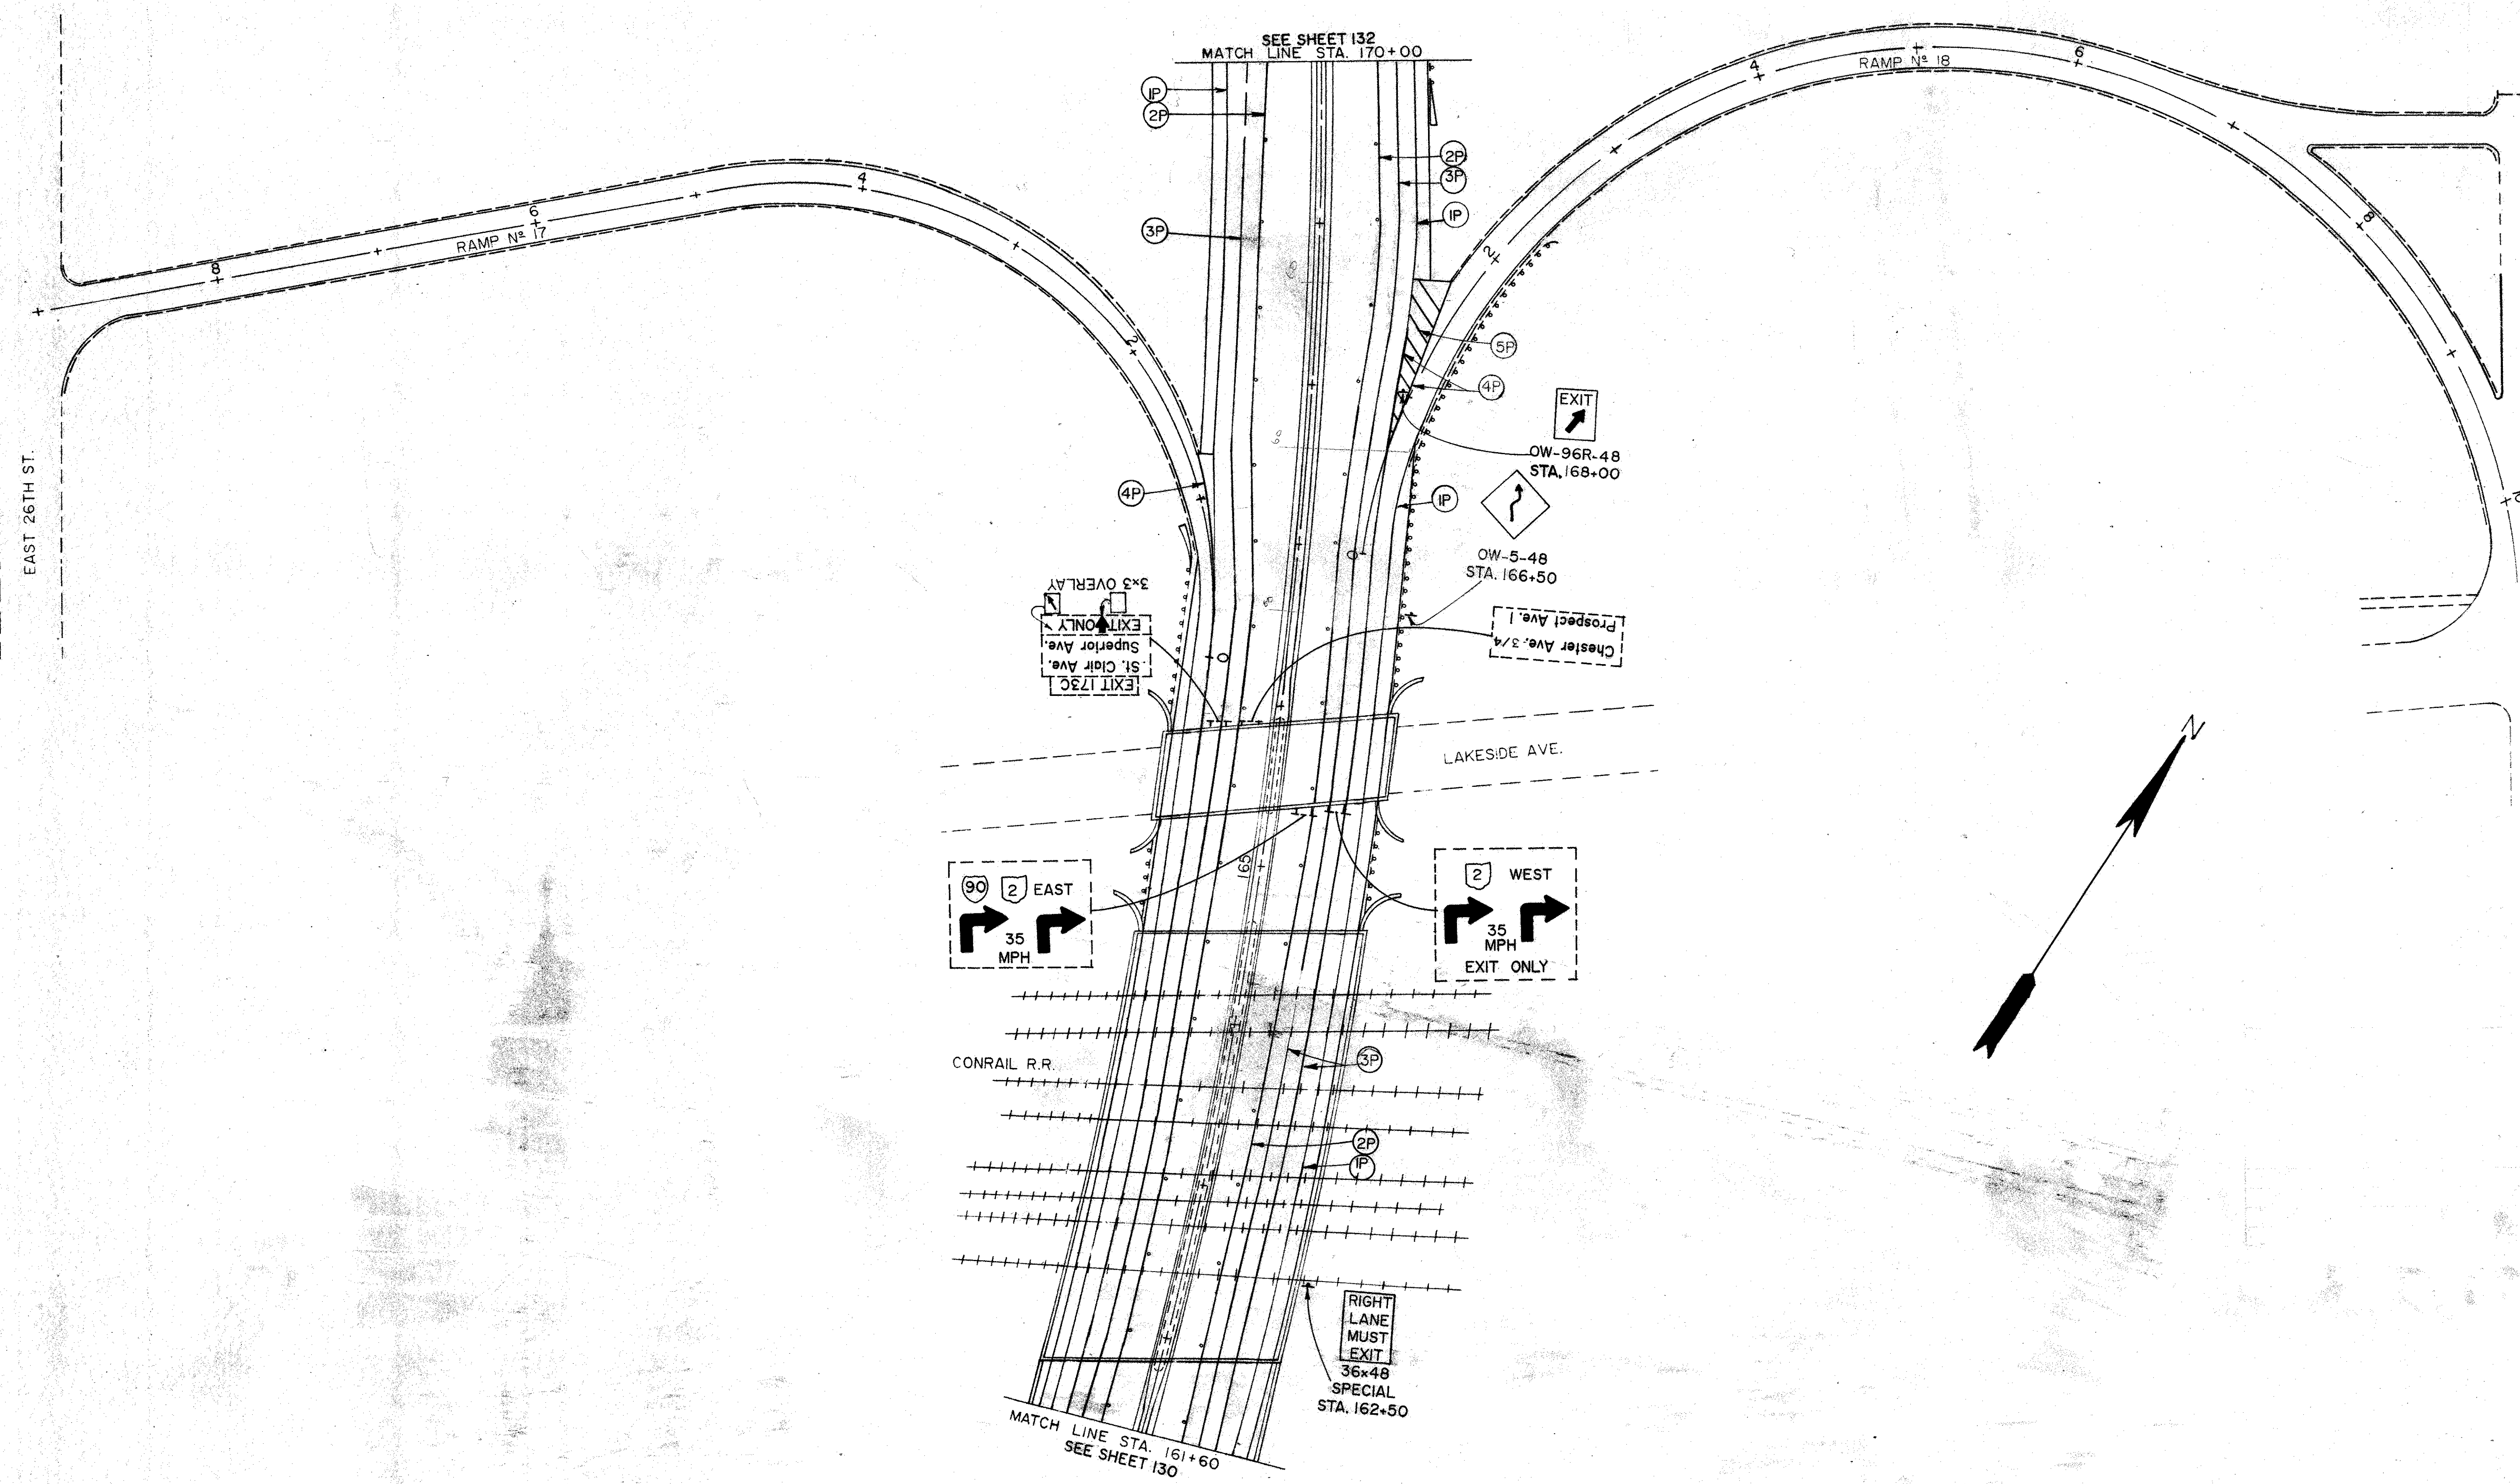 SEE SHEET 132
MATCH LINE STA. 170+00
1P
2P
3P
2P
3P
1P
RAMP Nº 18
4
6
2
8
RAMP Nº 17
8
6
4
2
5P
4P
EXIT
OW-96R-48
STA. 168+00
4P
1P
OW-5-48
STA. 166+50
EAST 26TH ST.
3x3 OVERLAY
EXIT ONLY
Superior Ave.
St. Clair Ave.
EXIT 173C
Prospect Ave. 1
Chester Ave. 3/4
0
0
LAKESIDE AVE.
N
165
90 2 EAST
35
MPH
2 WEST
35
MPH
EXIT ONLY
CONRAIL R.R.
3P
2P
1P
RIGHT
LANE
MUST
EXIT
36x48
SPECIAL
STA. 162+50
MATCH LINE STA. 161+60
SEE SHEET 130